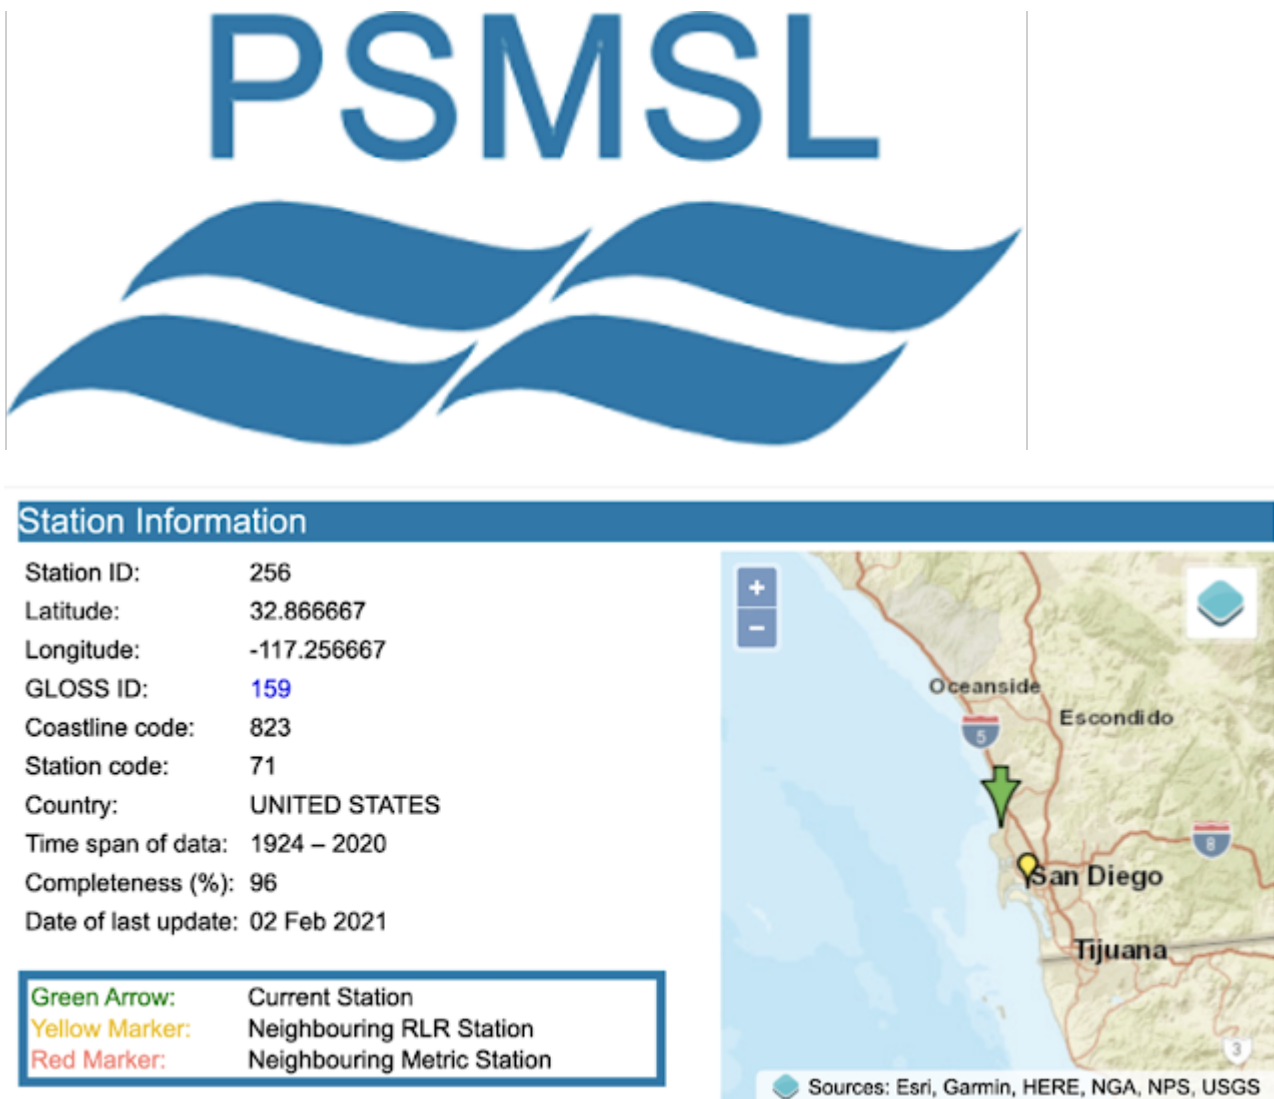 PSMSL
Station Information
Station ID: 256
Latitude: 32.866667
Longitude: -117.256667
GLOSS ID: 159
Coastline code: 823
Station code: 71
Country: UNITED STATES
Time span of data: 1924 – 2020
Completeness (%): 96
Date of last update: 02 Feb 2021
Green Arrow: Current Station
Yellow Marker: Neighbouring RLR Station
Red Marker: Neighbouring Metric Station
+
−
Oceanside
Escondido
5
8
San Diego
Tijuana
3
Sources: Esri, Garmin, HERE, NGA, NPS, USGS